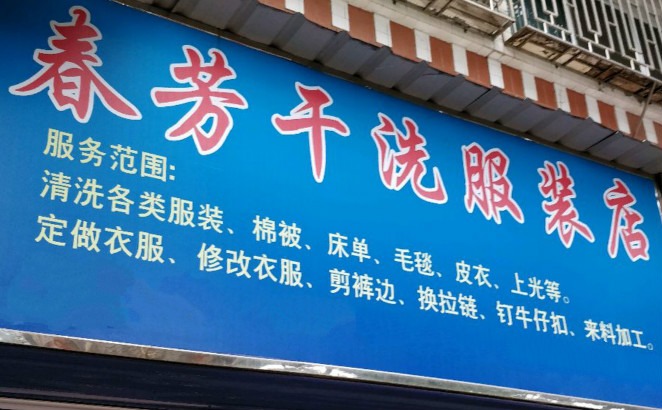 春芳干洗服装店
服务范围:
清洗各类服装、棉被、床单、毛毯、皮衣、上光等。
定做衣服、修改衣服、剪裤边、换拉链、钉牛仔扣、来料加工。